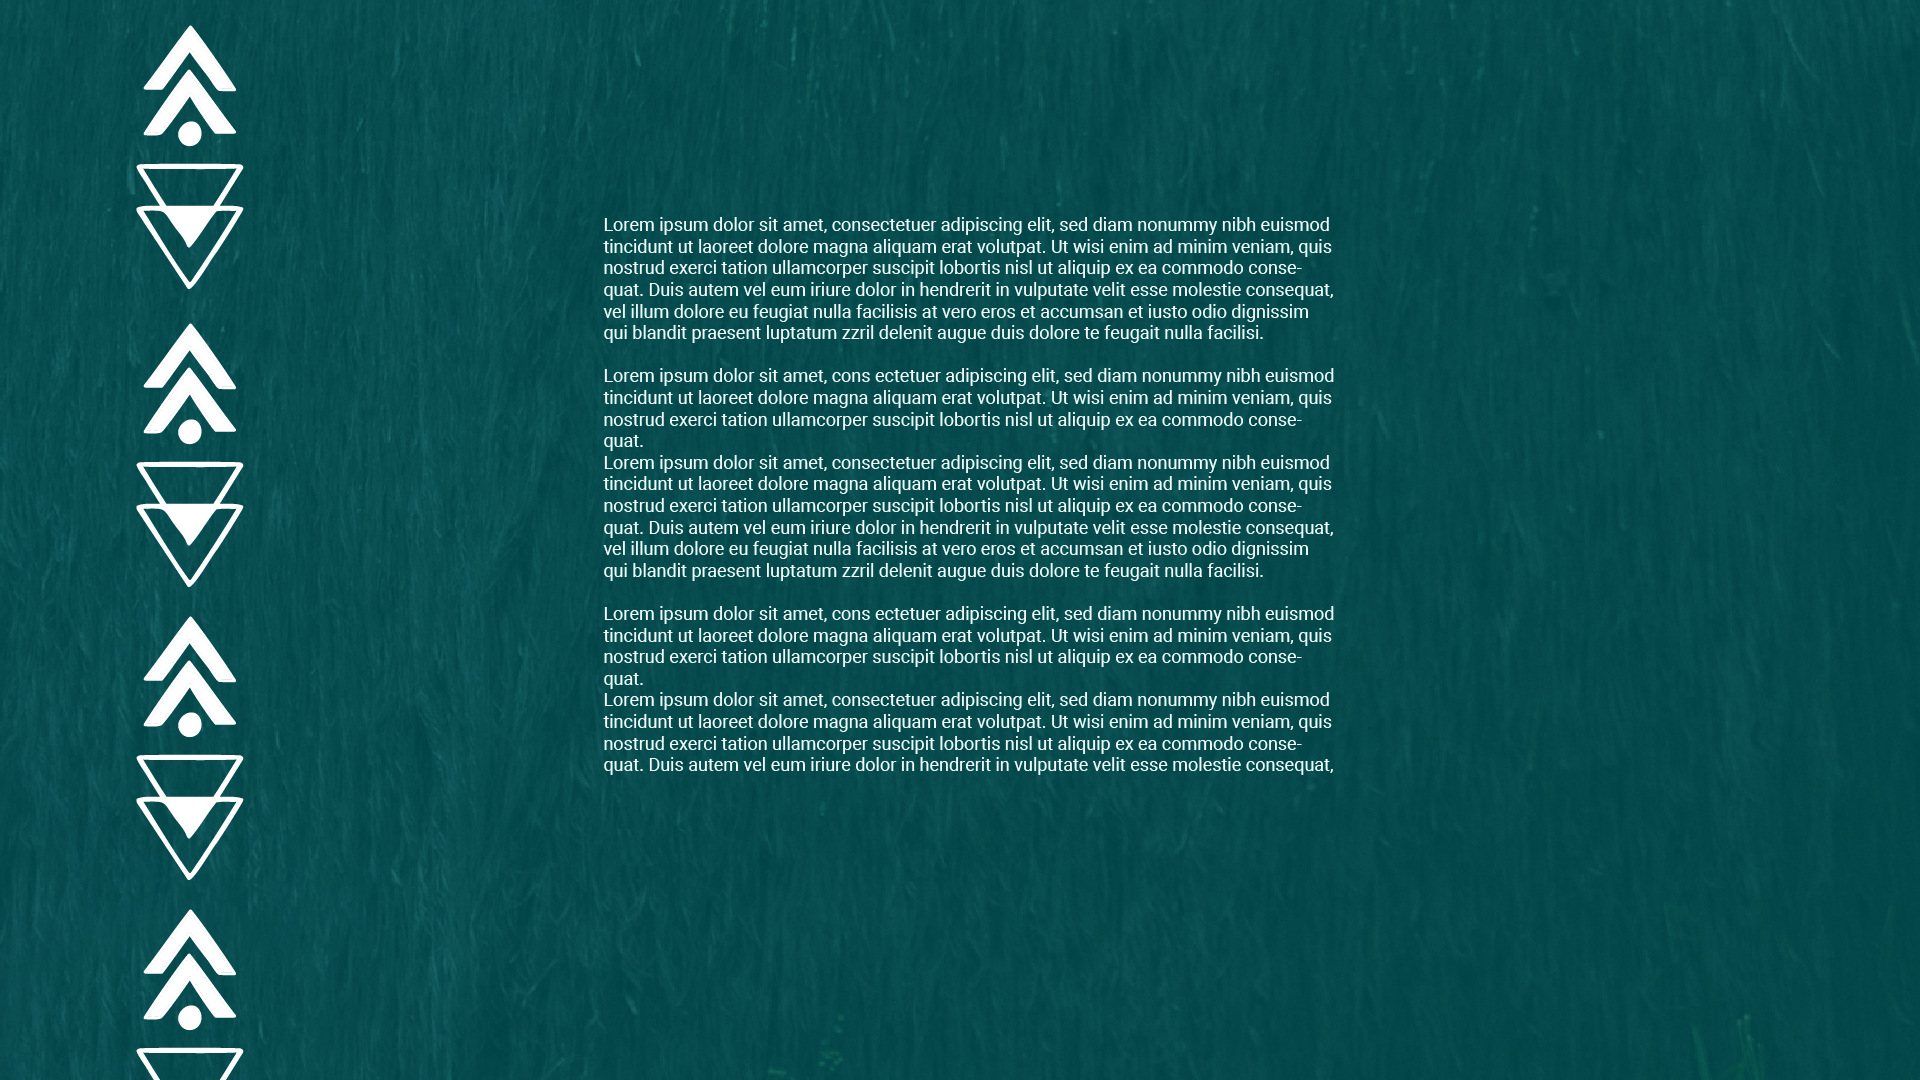 Lorem ipsum dolor sit amet, consectetuer adipiscing elit, sed diam nonummy nibh euismod
tincidunt ut laoreet dolore magna aliquam erat volutpat. Ut wisi enim ad minim veniam, quis
nostrud exerci tation ullamcorper suscipit lobortis nisl ut aliquip ex ea commodo conse-
quat. Duis autem vel eum iriure dolor in hendrerit in vulputate velit esse molestie consequat,
vel illum dolore eu feugiat nulla facilisis at vero eros et accumsan et iusto odio dignissim
qui blandit praesent luptatum zzril delenit augue duis dolore te feugait nulla facilisi.
Lorem ipsum dolor sit amet, cons ectetuer adipiscing elit, sed diam nonummy nibh euismod
tincidunt ut laoreet dolore magna aliquam erat volutpat. Ut wisi enim ad minim veniam, quis
nostrud exerci tation ullamcorper suscipit lobortis nisl ut aliquip ex ea commodo conse-
quat.
Lorem ipsum dolor sit amet, consectetuer adipiscing elit, sed diam nonummy nibh euismod
tincidunt ut laoreet dolore magna aliquam erat volutpat. Ut wisi enim ad minim veniam, quis
nostrud exerci tation ullamcorper suscipit lobortis nisl ut aliquip ex ea commodo conse-
quat. Duis autem vel eum iriure dolor in hendrerit in vulputate velit esse molestie consequat,
vel illum dolore eu feugiat nulla facilisis at vero eros et accumsan et iusto odio dignissim
qui blandit praesent luptatum zzril delenit augue duis dolore te feugait nulla facilisi.
Lorem ipsum dolor sit amet, cons ectetuer adipiscing elit, sed diam nonummy nibh euismod
tincidunt ut laoreet dolore magna aliquam erat volutpat. Ut wisi enim ad minim veniam, quis
nostrud exerci tation ullamcorper suscipit lobortis nisl ut aliquip ex ea commodo conse-
quat.
Lorem ipsum dolor sit amet, consectetuer adipiscing elit, sed diam nonummy nibh euismod
tincidunt ut laoreet dolore magna aliquam erat volutpat. Ut wisi enim ad minim veniam, quis
nostrud exerci tation ullamcorper suscipit lobortis nisl ut aliquip ex ea commodo conse-
quat. Duis autem vel eum iriure dolor in hendrerit in vulputate velit esse molestie consequat,